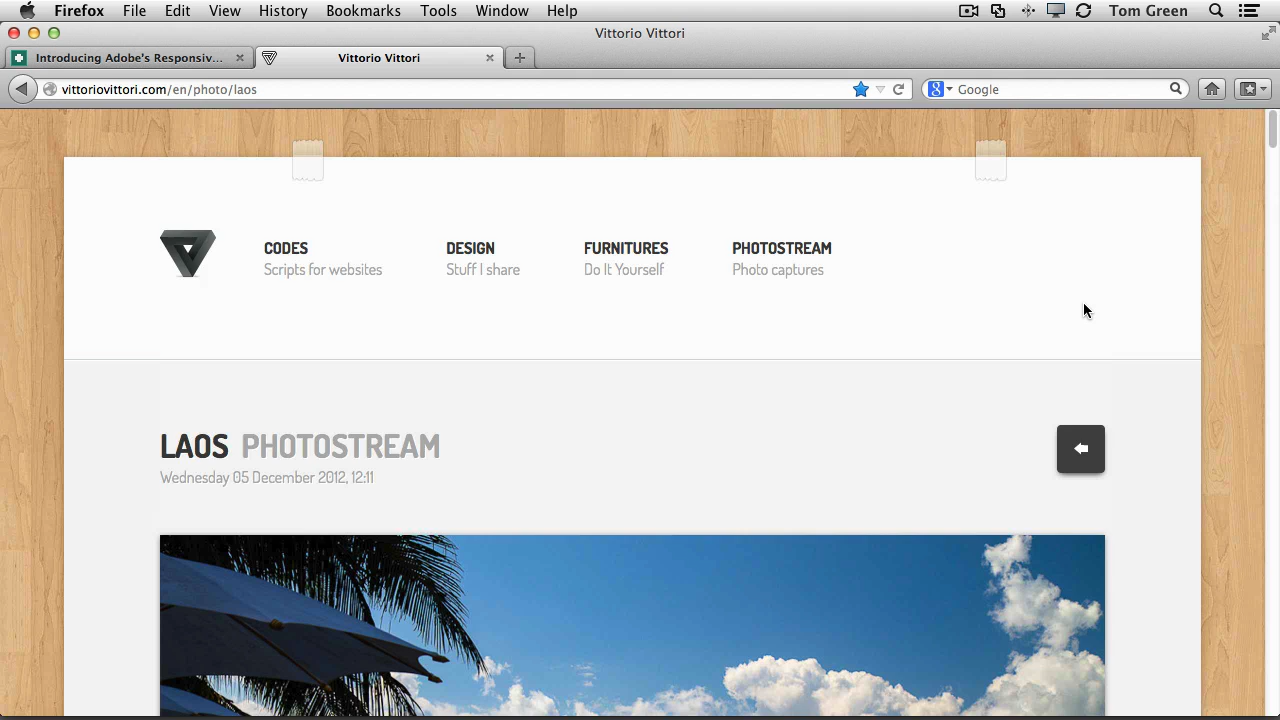 Firefox File Edit View History Bookmarks Tools Window Help Tom Green
Vittorio Vittori
Introducing Adobe's Responsiv... Vittorio Vittori
vittoriovittori.com/en/photo/laos Google
CODES DESIGN FURNITURES PHOTOSTREAM
Scripts for websites Stuff I share Do It Yourself Photo captures
LAOS PHOTOSTREAM
Wednesday 05 December 2012, 12:11